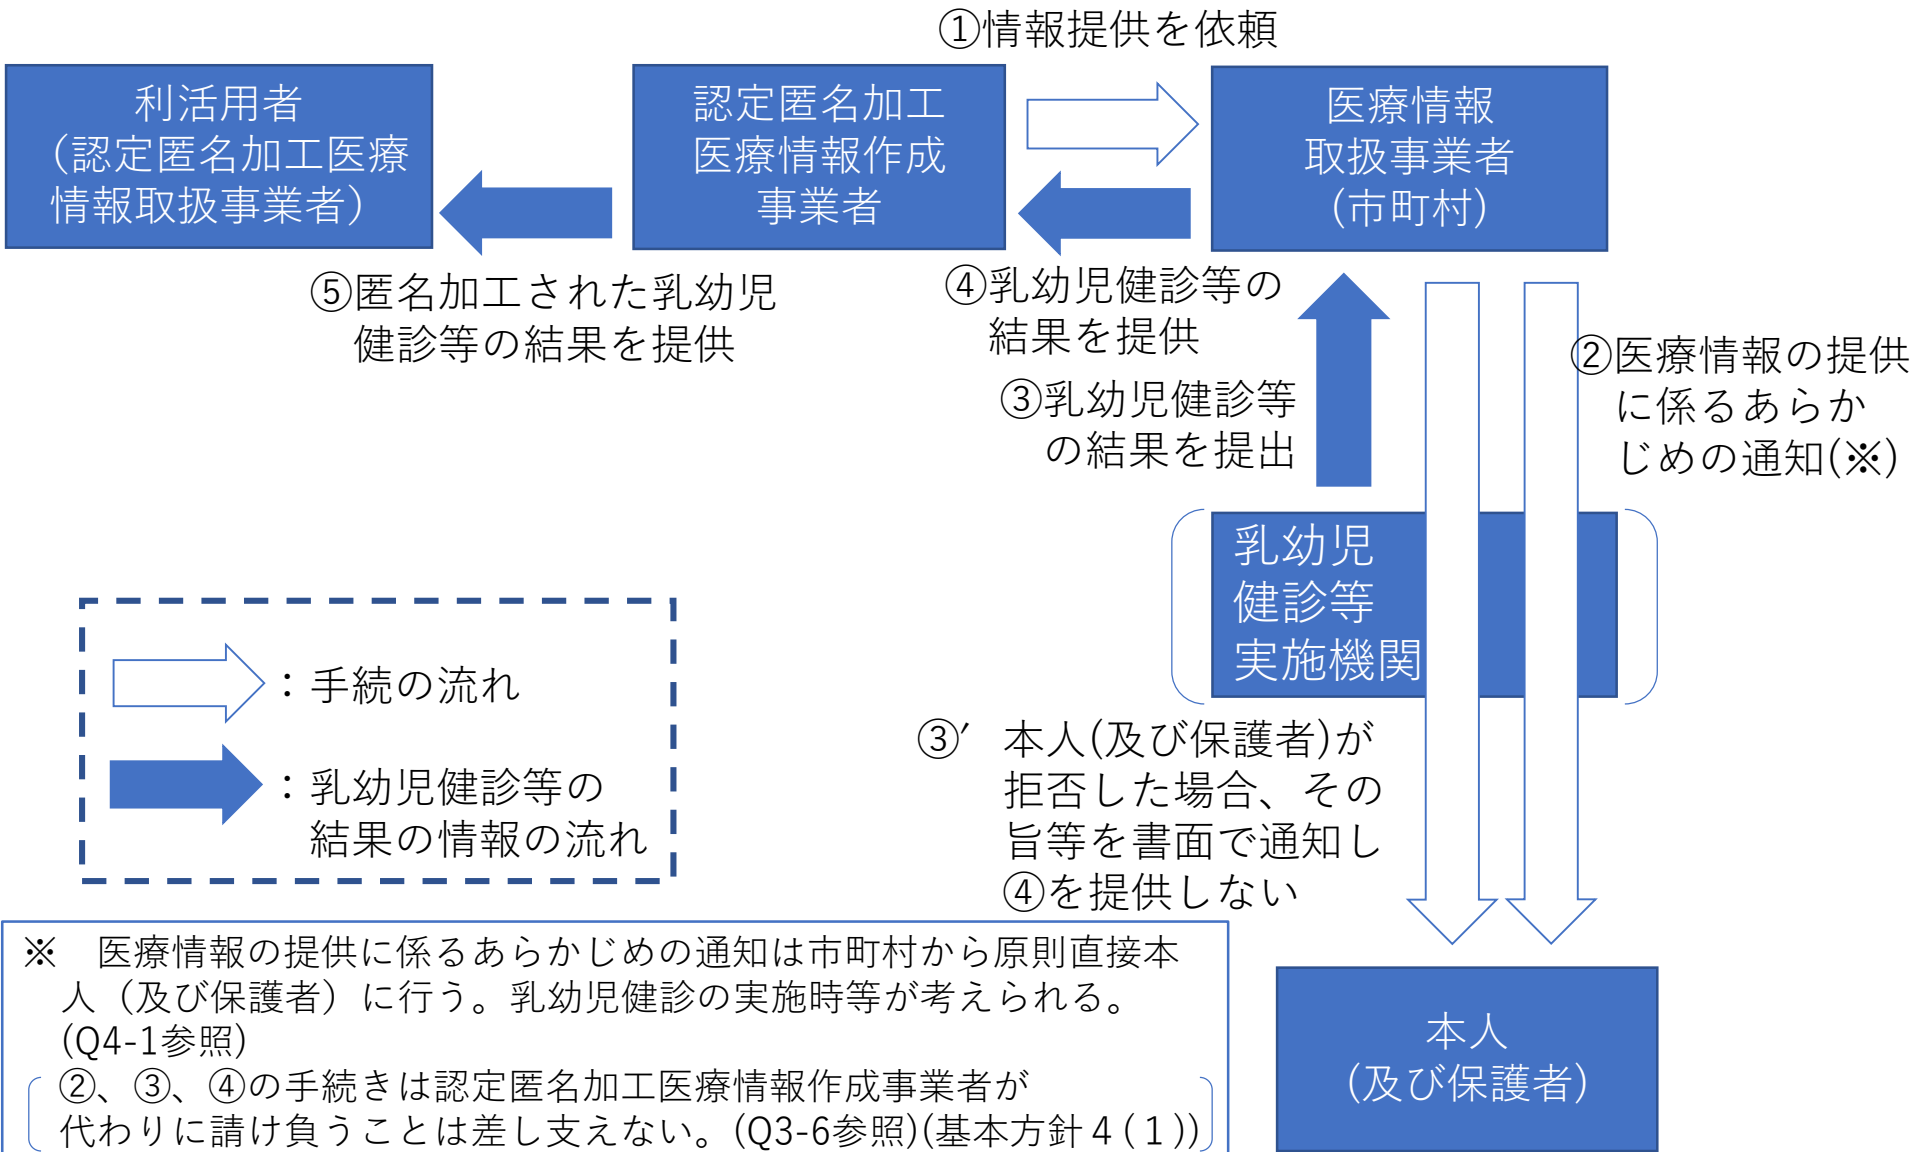 ①情報提供を依頼
利活用者
（認定匿名加工医療
情報取扱事業者）
認定匿名加工
医療情報作成
事業者
医療情報
取扱事業者
(市町村)
⑤匿名加工された乳幼児
健診等の結果を提供
④乳幼児健診等の
結果を提供
③乳幼児健診等
の結果を提出
②医療情報の提供
に係るあらか
じめの通知(※)
乳幼児
健診等
実施機関
：手続の流れ
：乳幼児健診等の
結果の情報の流れ
③′ 本人(及び保護者)が
拒否した場合、その
旨等を書面で通知し
④を提供しない
※　医療情報の提供に係るあらかじめの通知は市町村から原則直接本
人（及び保護者）に行う。乳幼児健診の実施時等が考えられる。
(Q4-1参照)
②、③、④の手続きは認定匿名加工医療情報作成事業者が
代わりに請け負うことは差し支えない。(Q3-6参照)(基本方針４(１))
本人
(及び保護者)